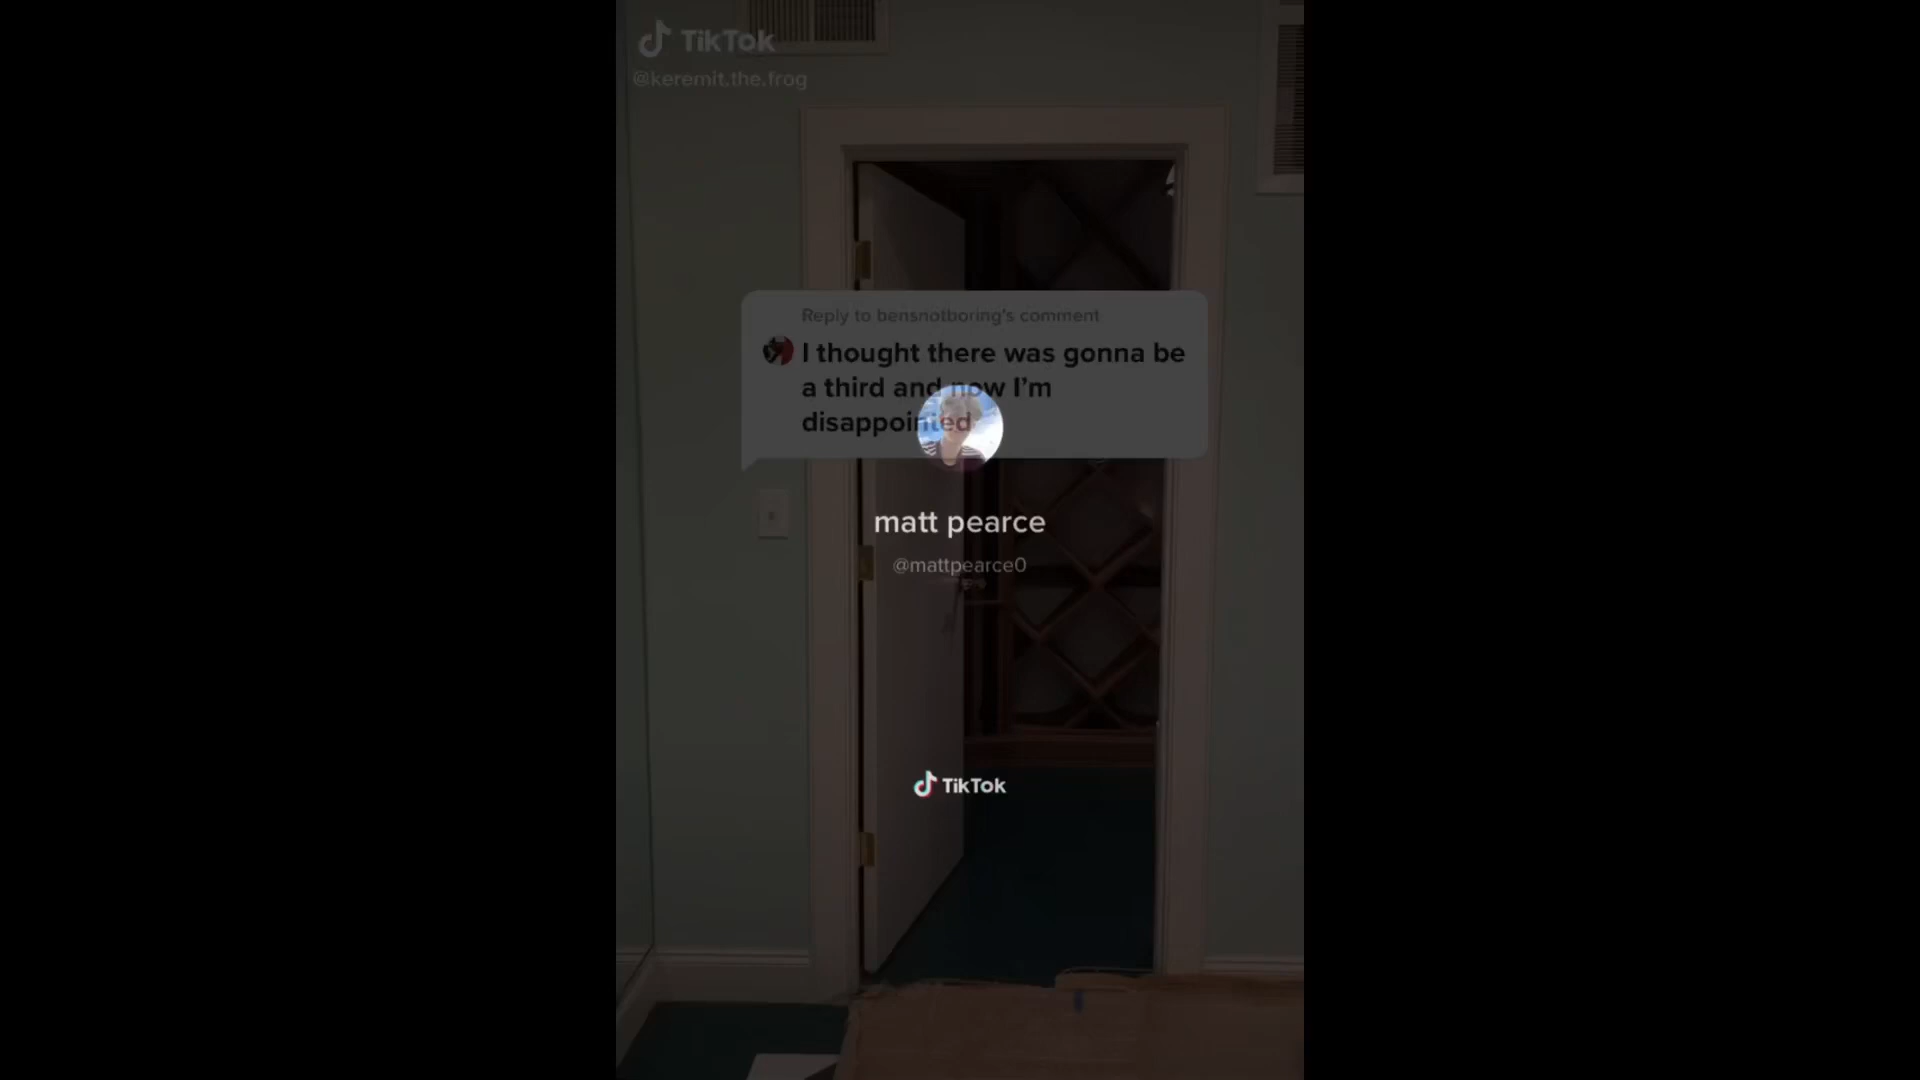 TikTok
@keremit.the.frog
Reply to bensnotboring's comment
I thought there was gonna be
a third and now I'm
disappointed
matt pearce
@mattpearce0
TikTok